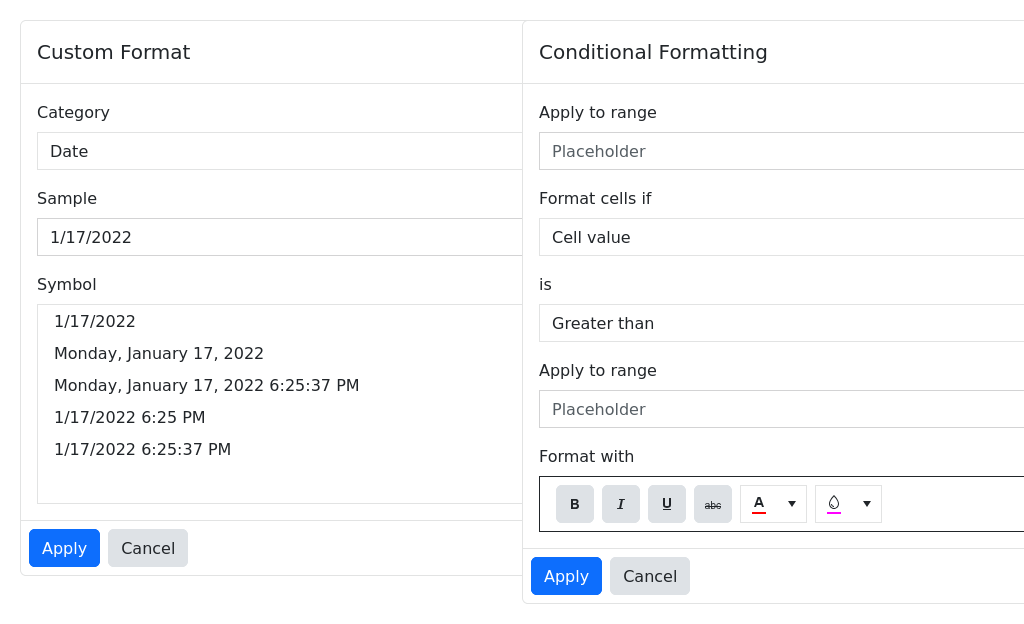 Custom Format
Category
Date
Sample
1/17/2022
Symbol
1/17/2022
Monday, January 17, 2022
Monday, January 17, 2022 6:25:37 PM
1/17/2022 6:25 PM
1/17/2022 6:25:37 PM
Apply Cancel
Conditional Formatting
Apply to range
Placeholder
Format cells if
Cell value
is
Greater than
Apply to range
Placeholder
Format with
B I U abc A
Apply Cancel